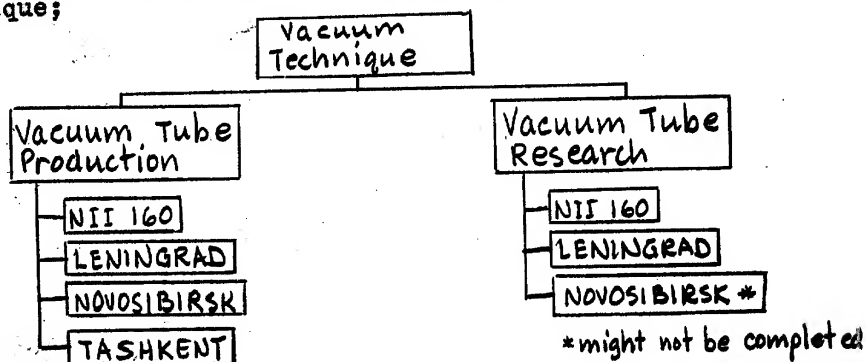 que;
Vacuum
Technique
Vacuum Tube
Production
NII 160
LENINGRAD
NOVOSIBIRSK
TASHKENT
Vacuum Tube
Research
NII 160
LENINGRAD
NOVOSIBIRSK *
*might not be completed